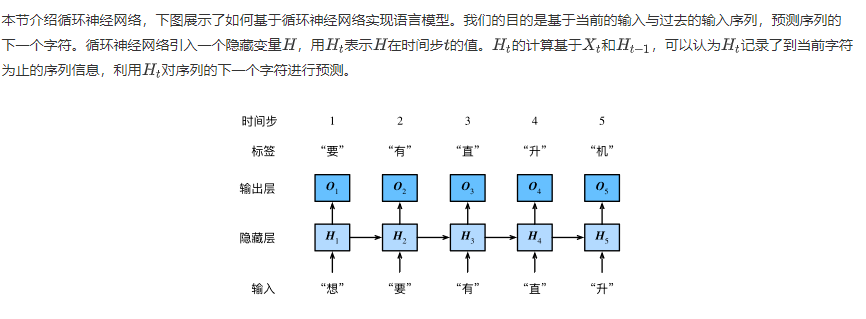 本节介绍循环神经网络，下图展示了如何基于循环神经网络实现语言模型。我们的目的是基于当前的输入与过去的输入序列，预测序列的
下一个字符。循环神经网络引入一个隐藏变量H，用Hₜ表示H在时间步t的值。Hₜ的计算基于Xₜ和Hₜ₋₁，可以认为Hₜ记录了到当前字符
为止的序列信息，利用Hₜ对序列的下一个字符进行预测。
时间步 1 2 3 4 5
标签 “要” “有” “直” “升” “机”
输出层 O₁ O₂ O₃ O₄ O₅
隐藏层 H₁ H₂ H₃ H₄ H₅
输入 “想” “要” “有” “直” “升”